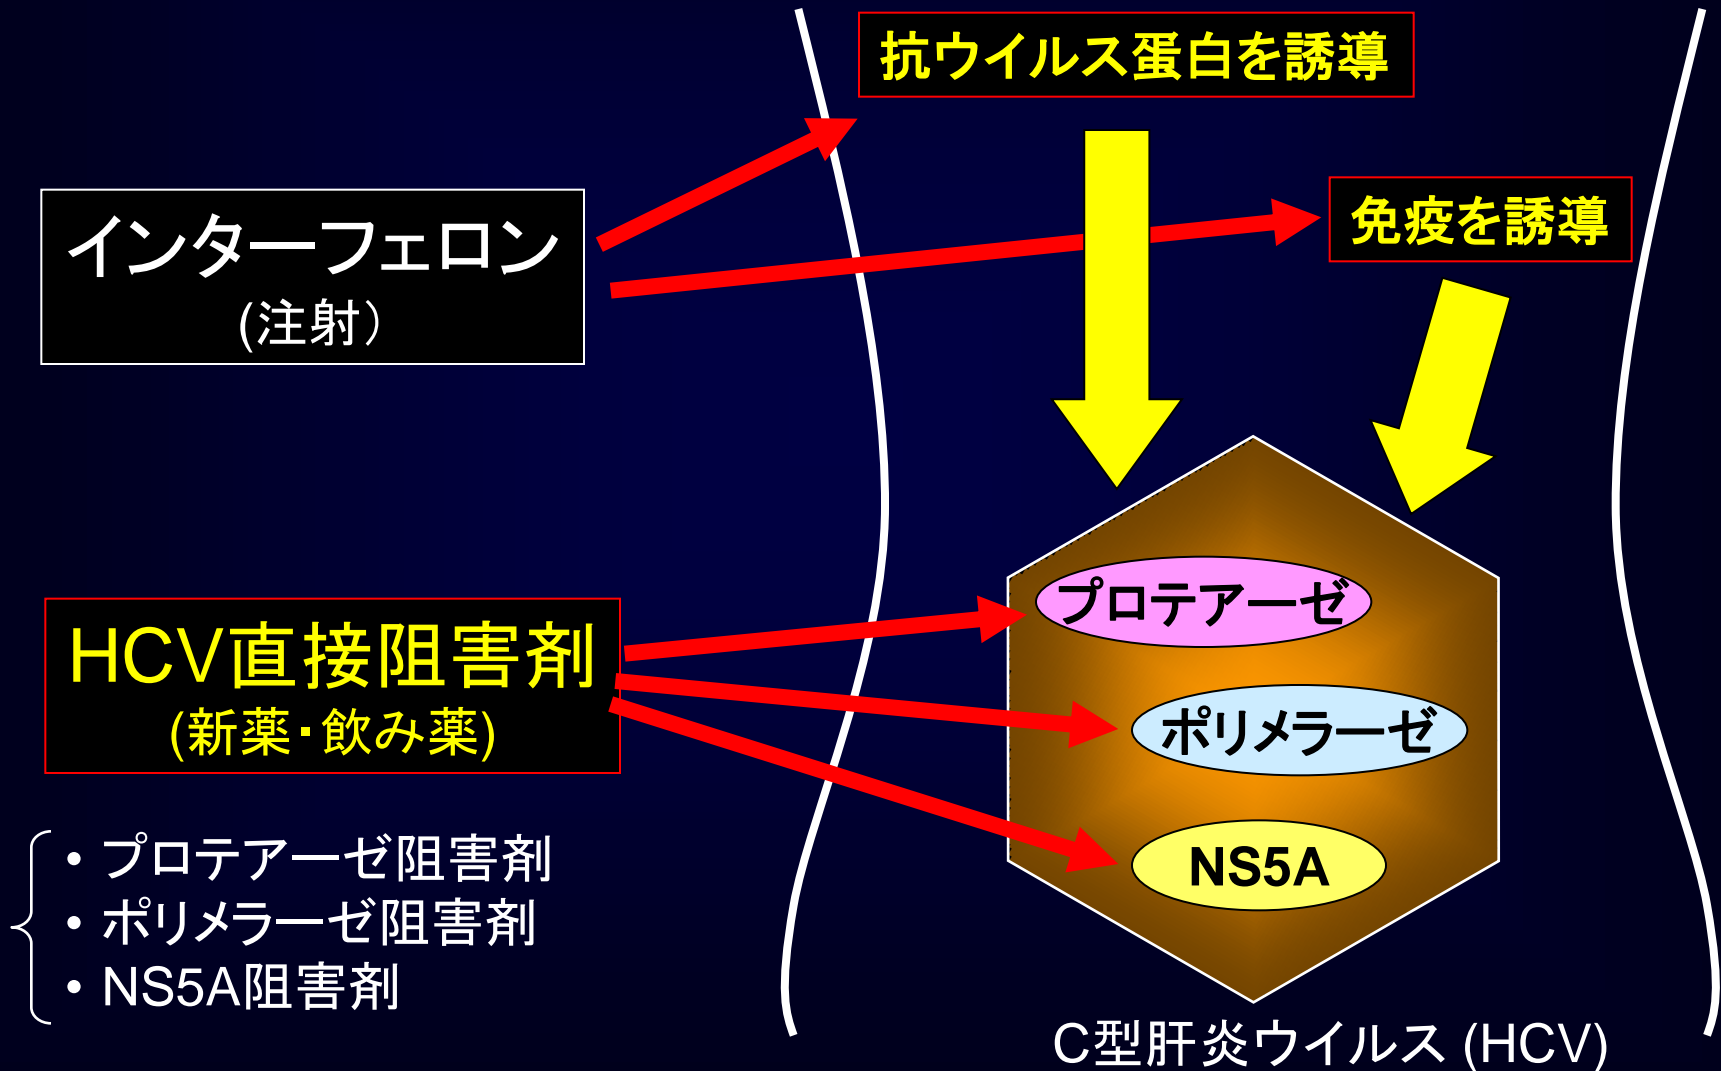 抗ウイルス蛋白を誘導
免疫を誘導
インターフェロン
(注射）
HCV直接阻害剤
(新薬・飲み薬)
• プロテアーゼ阻害剤
• ポリメラーゼ阻害剤
• NS5A阻害剤
プロテアーゼ
ポリメラーゼ
NS5A
C型肝炎ウイルス (HCV)